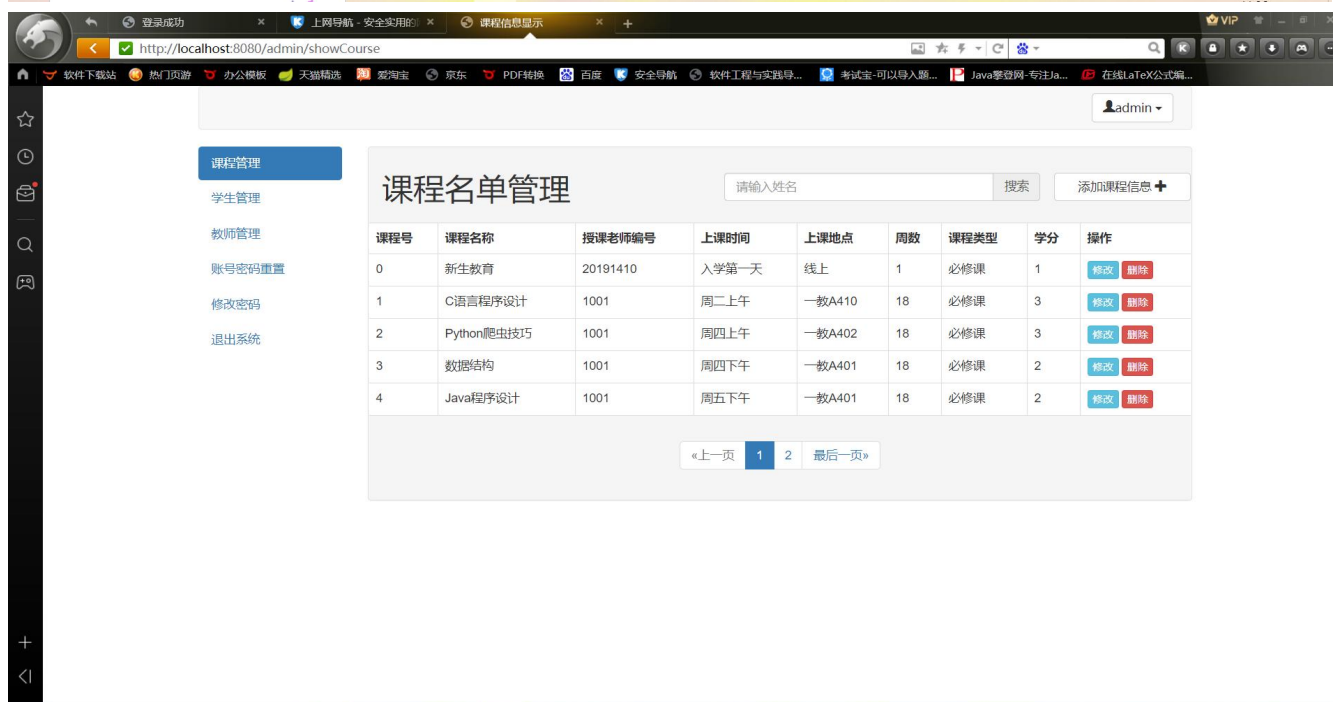 登录成功 × 上网导航 - 安全实用的 × 课程信息显示 × + VIP
http://localhost:8080/admin/showCourse
软件下载站 热门页游 办公模板 天猫精选 爱淘宝 京东 PDF转换 百度 安全导航 软件工程与实践导... 考试宝-可以导入题... Java攀登网-专注Ja... 在线LaTeX公式编...
admin
课程管理
学生管理
教师管理
账号密码重置
修改密码
退出系统
课程名单管理 请输入姓名 搜索 添加课程信息
课程号 课程名称 授课老师编号 上课时间 上课地点 周数 课程类型 学分 操作
0 新生教育 20191410 入学第一天 线上 1 必修课 1 修改 删除
1 C语言程序设计 1001 周二上午 一教A410 18 必修课 3 修改 删除
2 Python爬虫技巧 1001 周四上午 一教A402 18 必修课 3 修改 删除
3 数据结构 1001 周四下午 一教A401 18 必修课 2 修改 删除
4 Java程序设计 1001 周五下午 一教A401 18 必修课 2 修改 删除
«上一页 1 2 最后一页»